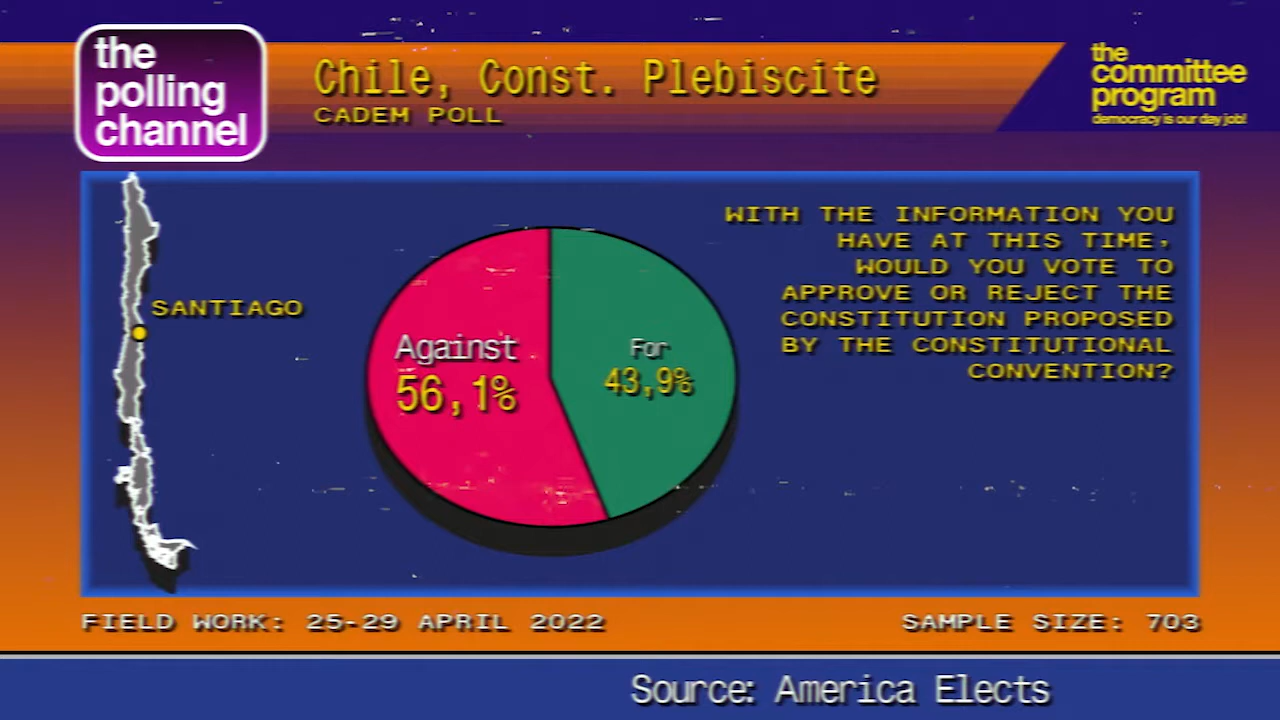 the
polling
channel
Chile, Const. Plebiscite
CADEM POLL
the
committee
program
democracy is our day job!
WITH THE INFORMATION YOU
HAVE AT THIS TIME,
WOULD YOU VOTE TO
APPROVE OR REJECT THE
CONSTITUTION PROPOSED
BY THE CONSTITUTIONAL
CONVENTION?
SANTIAGO
Against
56,1%
For
43,9%
FIELD WORK: 25-29 APRIL 2022
SAMPLE SIZE: 703
Source: America Elects